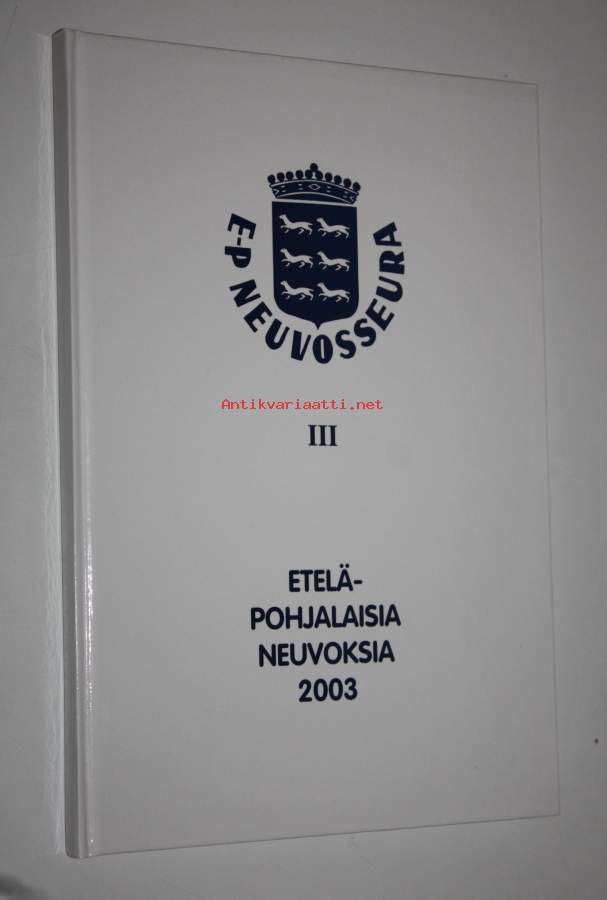 E-P NEUVOSSEURA
Antikvariaatti.net
III
ETELÄ-
POHJALAISIA
NEUVOKSIA
2003